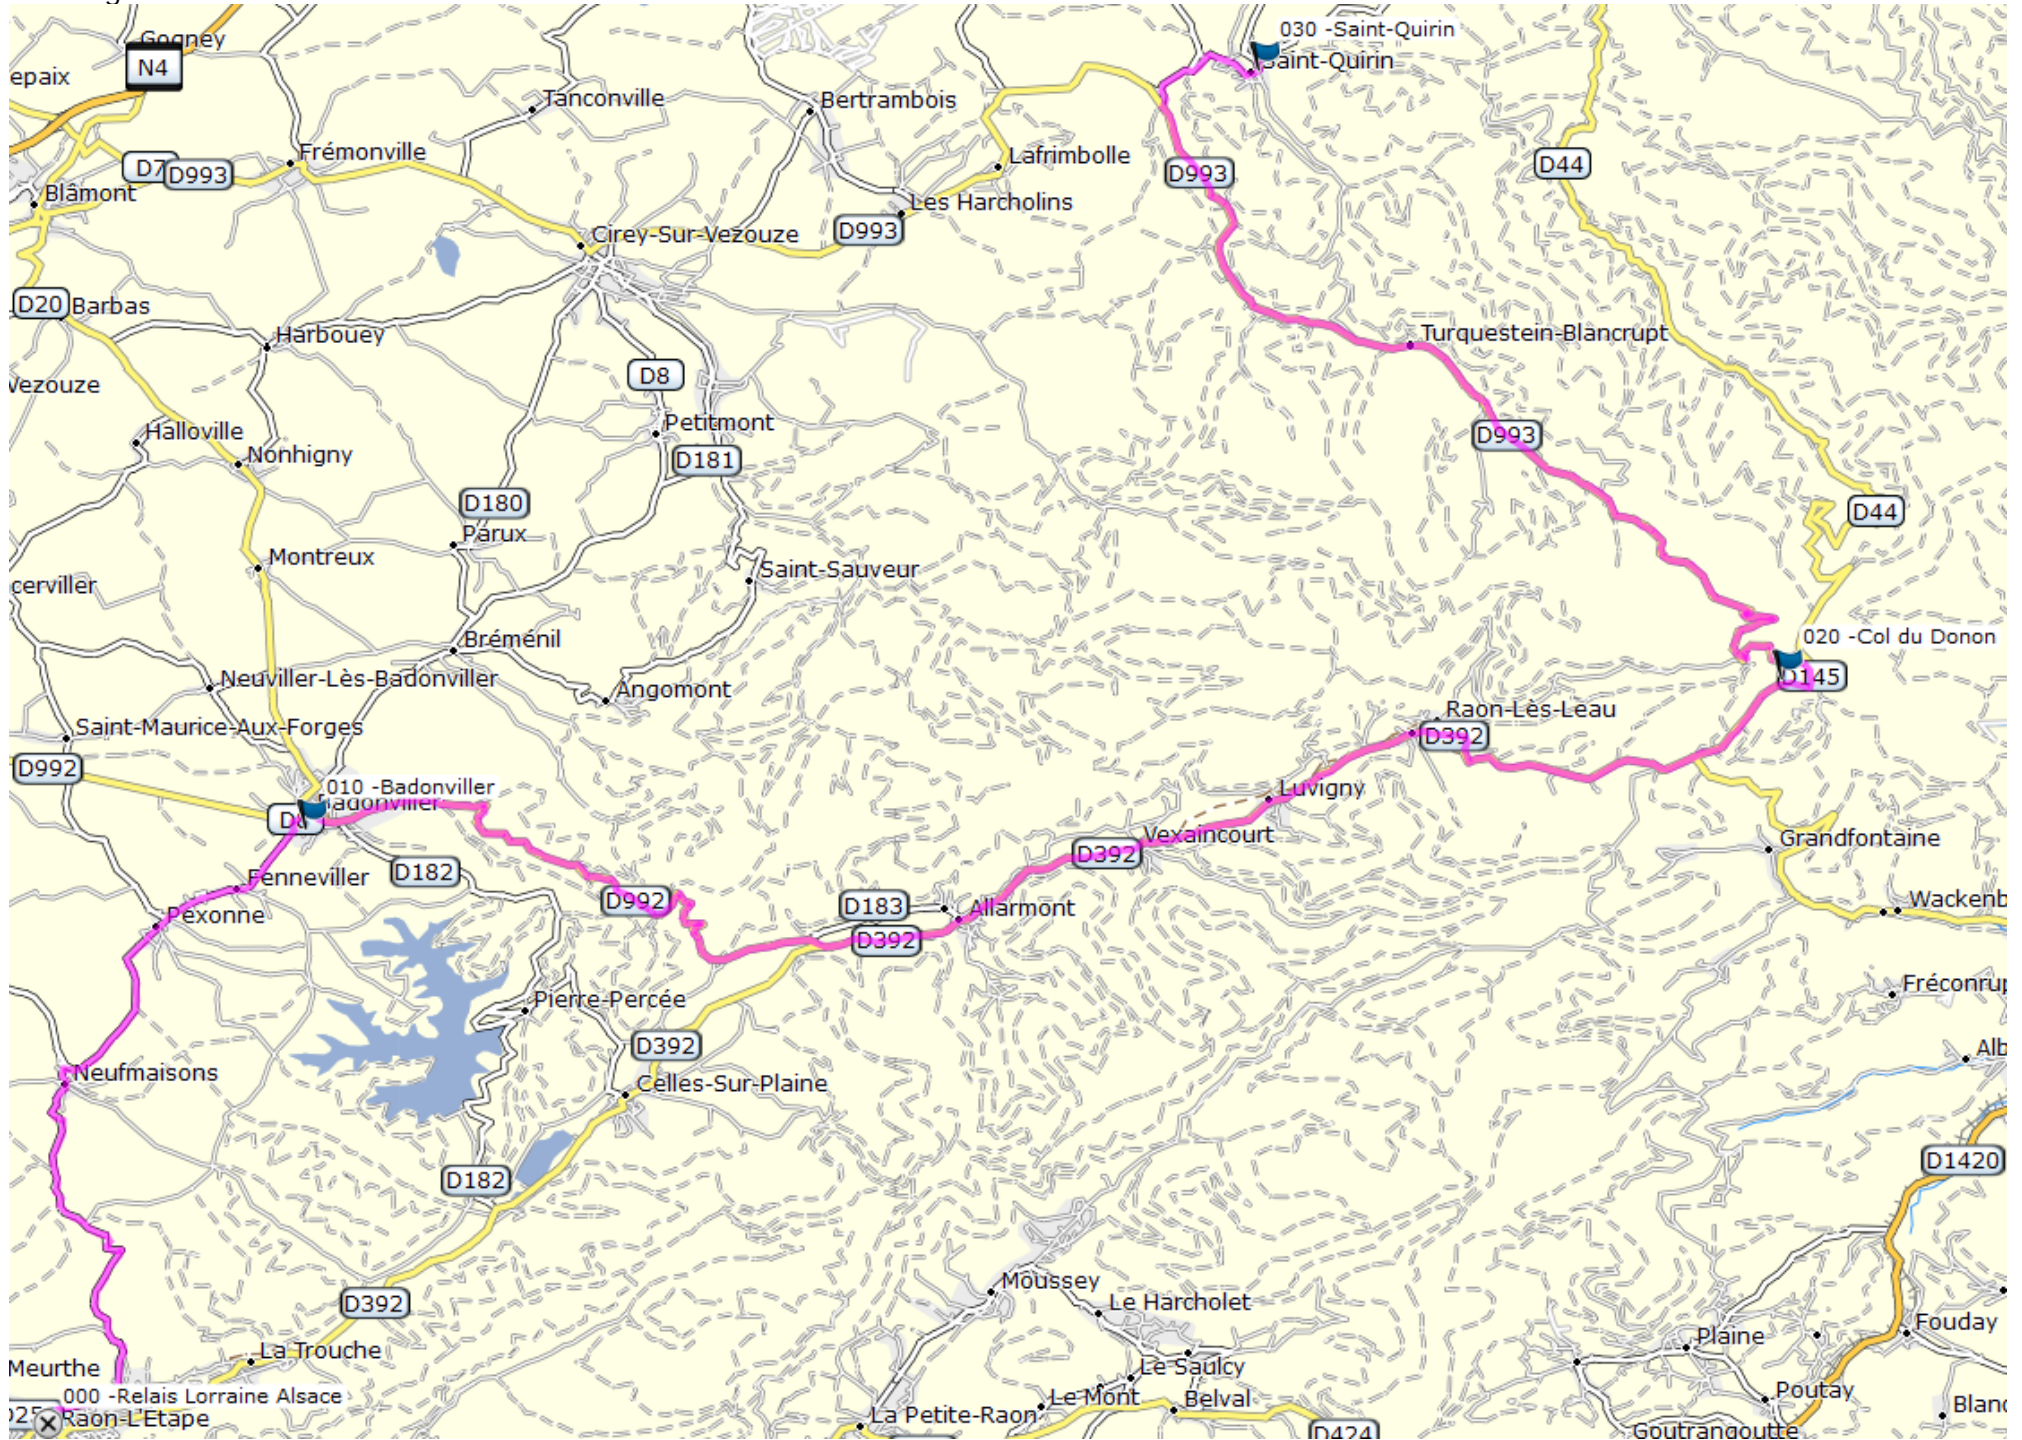 Gogney
030 -Saint-Quirin
N4
epaix
Saint-Quirin
Tanconville
Bertrambois
Frémonville
Lafrimbolle
D7
D993
D993
D44
Blâmont
Les Harcholins
D993
Cirey-Sur-Vezouze
D20
Barbas
Harbouey
Turquestein-Blancrupt
Vezouze
D8
Petitmont
Halloville
Nonhigny
D181
D993
D180
D44
Parux
Montreux
Saint-Sauveur
cerviller
Bréménil
020 -Col du Donon
Neuviller-Lès-Badonviller
Angomont
D145
Saint-Maurice-Aux-Forges
Raon-Lès-Leau
D392
D992
010 -Badonviller
Badonviller
Luvigny
Vexaincourt
D392
Grandfontaine
Fenneviller
D182
D992
D183
Allarmont
Wackenb
Pexonne
D392
Fréconrup
Pierre-Percée
D392
Alb
Neufmaisons
Celles-Sur-Plaine
D182
D1420
Moussey
D392
Le Harcholet
Fouday
Plaine
La Trouche
Meurthe
Le Saulcy
000 -Relais Lorraine Alsace
Le Mont
Belval
Poutay
D25
Raon-L'Étape
La Petite-Raon
Blanc
D424
Goutrangoutte